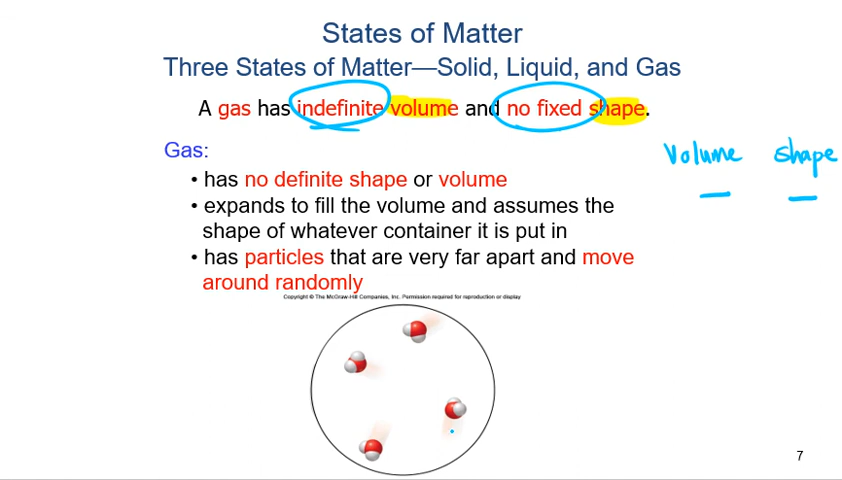 States of Matter
Three States of Matter—Solid, Liquid, and Gas
A gas has indefinite volume and no fixed shape.
Volume shape
Gas:
• has no definite shape or volume
• expands to fill the volume and assumes the
shape of whatever container it is put in
• has particles that are very far apart and move
around randomly
Copyright © The McGraw-Hill Companies, Inc. Permission required for reproduction or display
7